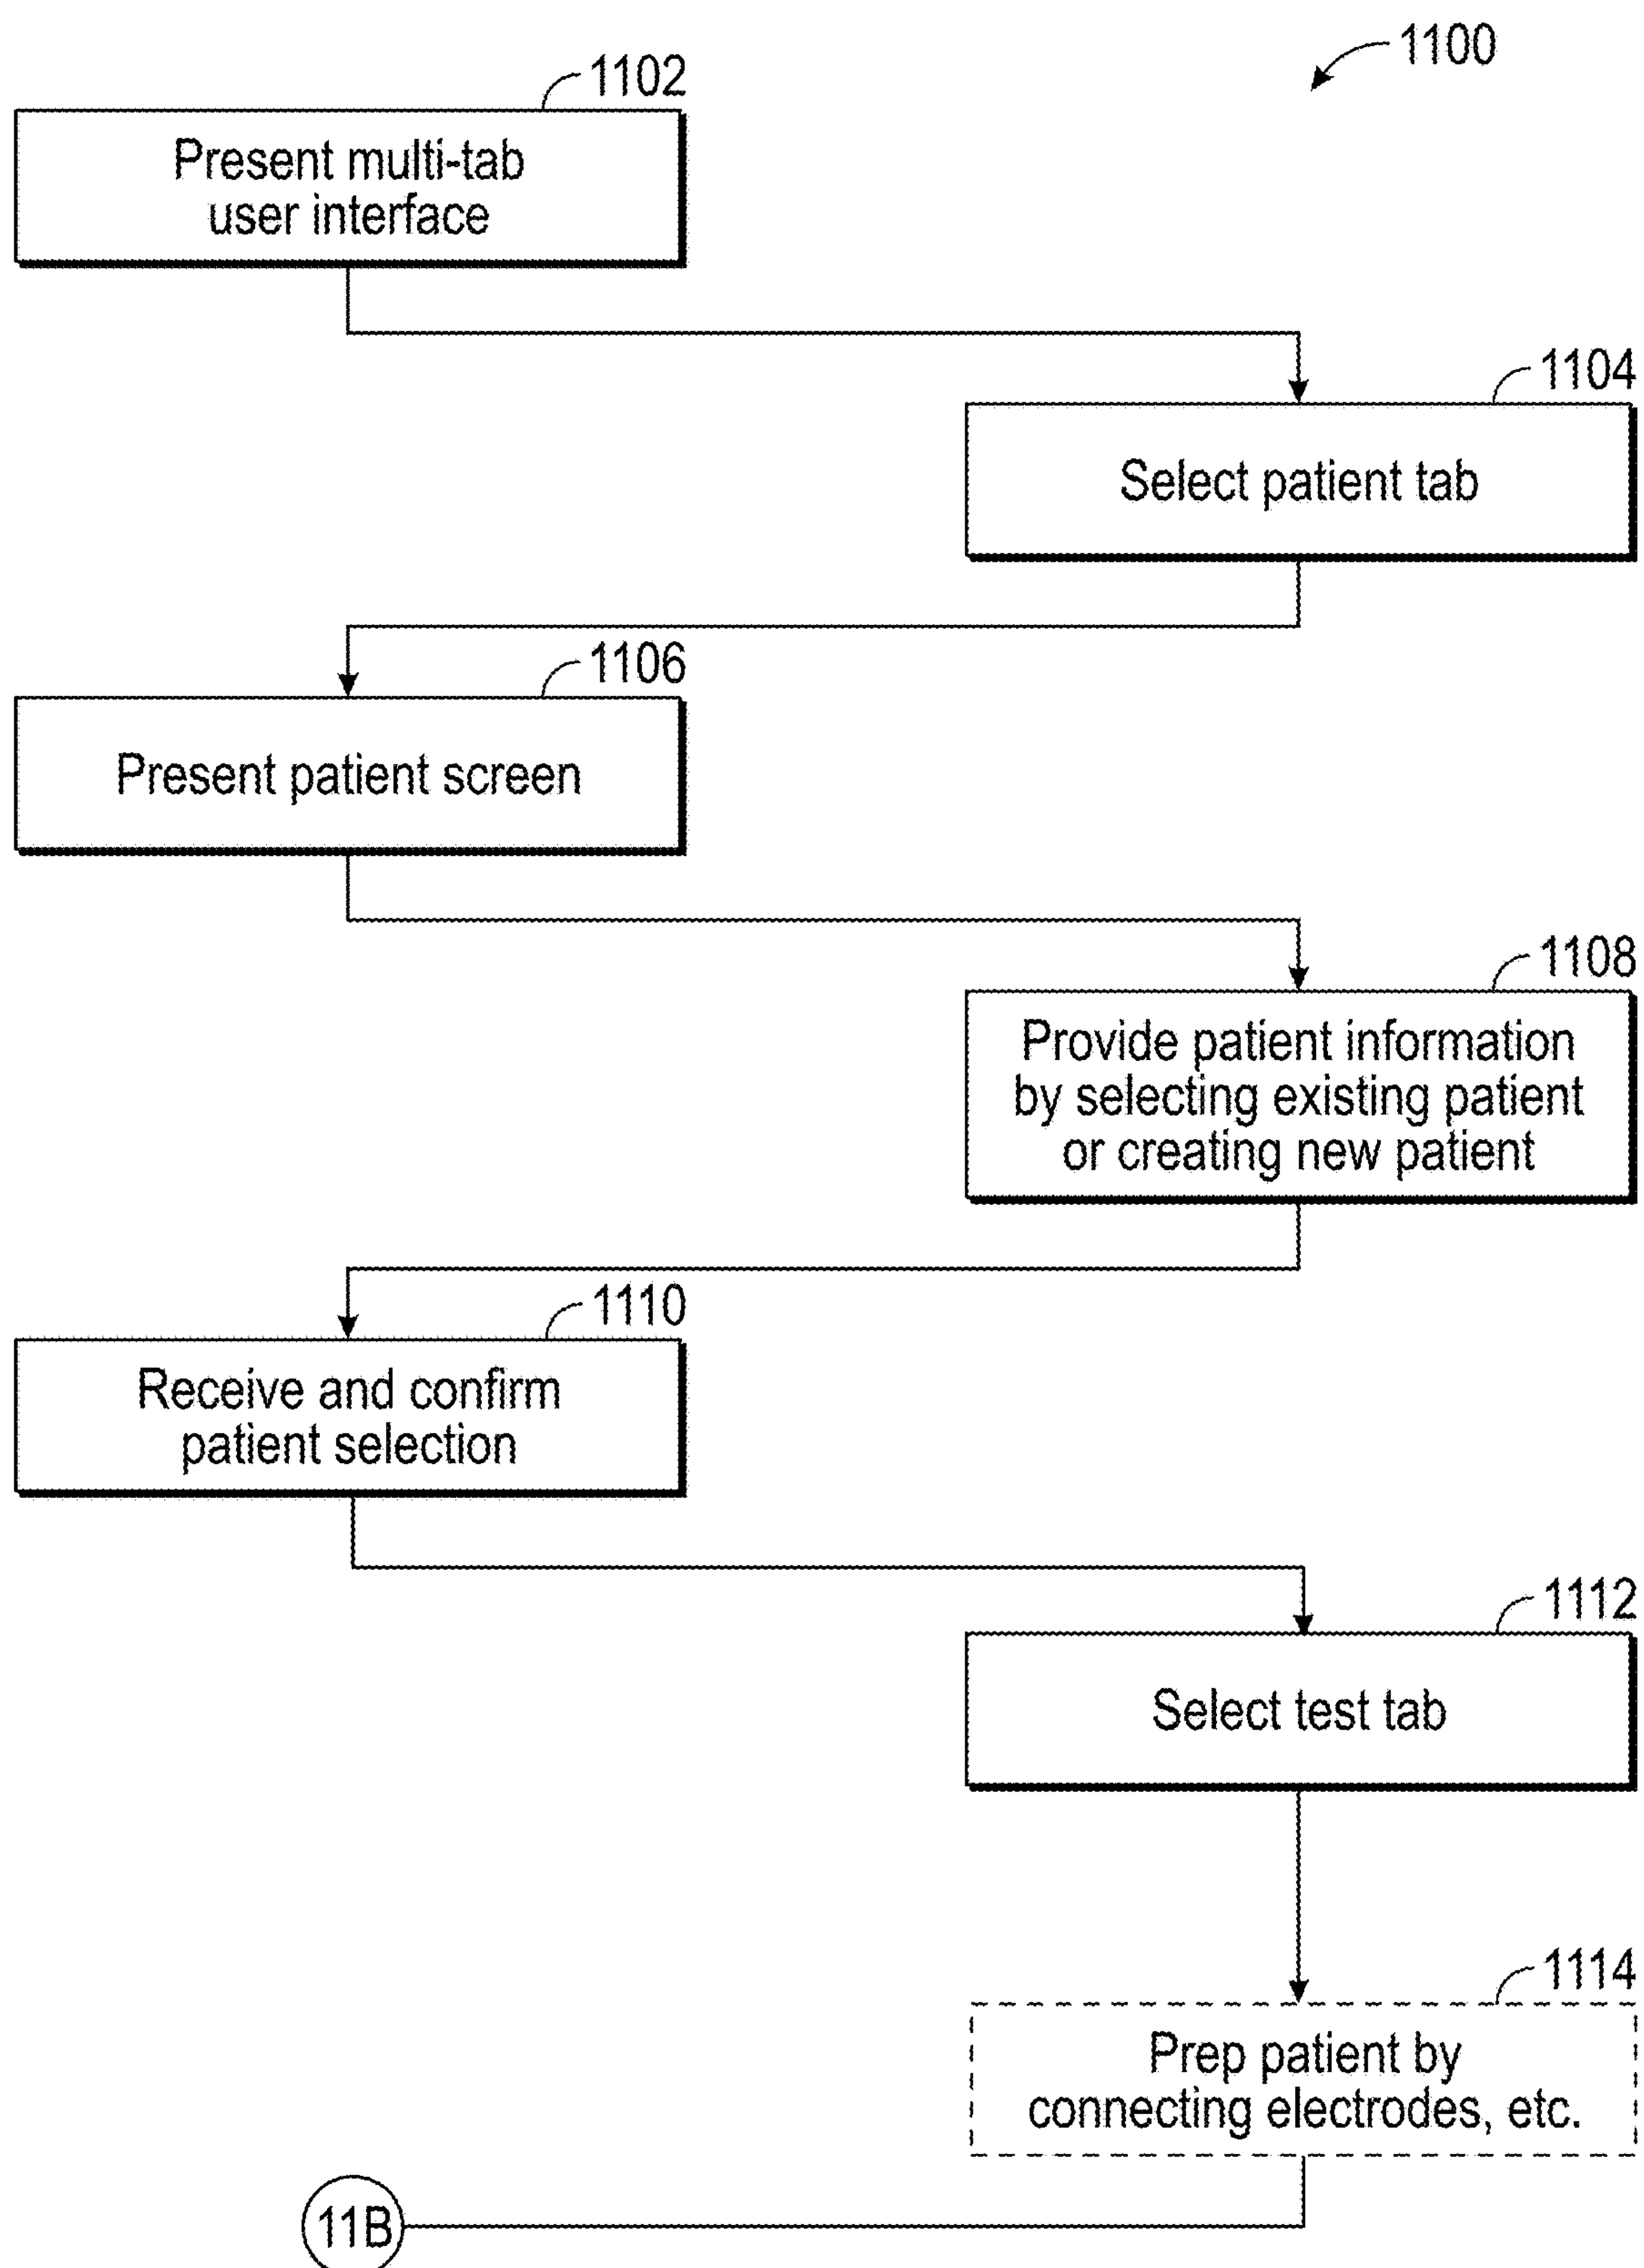 1100
1102
Present multi-tab
user interface
1104
Select patient tab
1106
Present patient screen
1108
Provide patient information
by selecting existing patient
or creating new patient
1110
Receive and confirm
patient selection
1112
Select test tab
1114
Prep patient by
connecting electrodes, etc.
11B